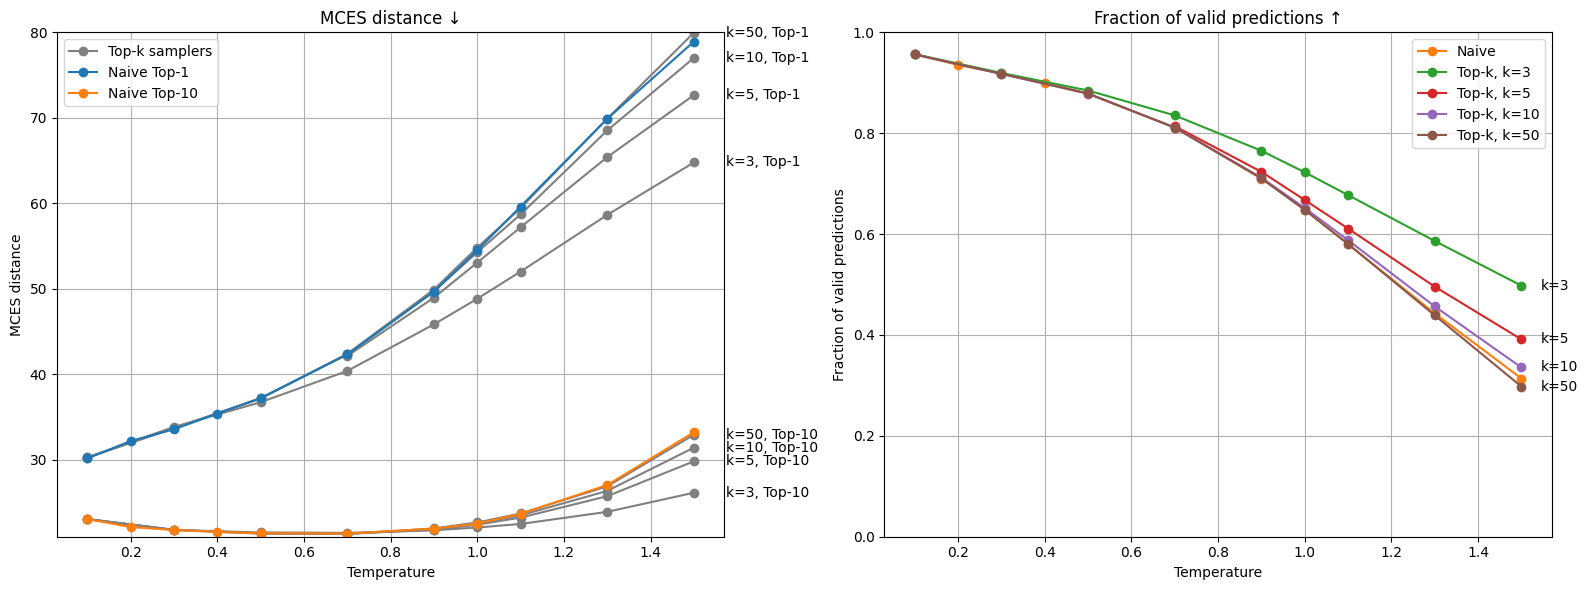 MCES distance ↓
80
70
60
50
40
30
MCES distance
0.2
0.4
0.6
0.8
1.0
1.2
1.4
Temperature
Top-k samplers
Naive Top-1
Naive Top-10
k=50, Top-1
k=10, Top-1
k=5, Top-1
k=3, Top-1
k=50, Top-10
k=10, Top-10
k=5, Top-10
k=3, Top-10
Fraction of valid predictions ↑
1.0
0.8
0.6
0.4
0.2
0.0
Fraction of valid predictions
0.2
0.4
0.6
0.8
1.0
1.2
1.4
Temperature
Naive
Top-k, k=3
Top-k, k=5
Top-k, k=10
Top-k, k=50
k=3
k=5
k=10
k=50